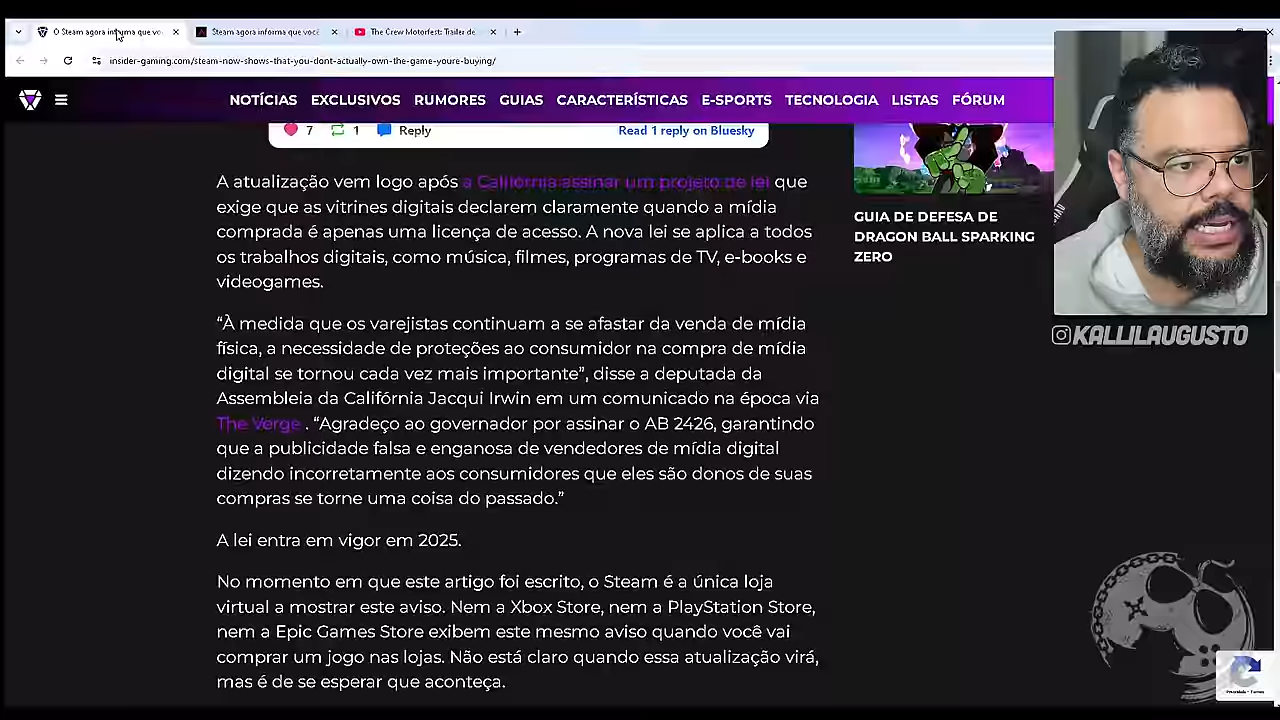 O Steam agora informa que vo
Steam agora informa que você
The Crew Motorfest: Trailer de
insider-gaming.com/steam-now-shows-that-you-dont-actually-own-the-game-youre-buying/
NOTÍCIAS EXCLUSIVOS RUMORES GUIAS CARACTERÍSTICAS E-SPORTS TECNOLOGIA LISTAS FÓRUM
7 1 Reply Read 1 reply on Bluesky
A atualização vem logo após a Califórnia assinar um projeto de lei que
exige que as vitrines digitais declarem claramente quando a mídia
comprada é apenas uma licença de acesso. A nova lei se aplica a todos
os trabalhos digitais, como música, filmes, programas de TV, e-books e
videogames.
“À medida que os varejistas continuam a se afastar da venda de mídia
física, a necessidade de proteções ao consumidor na compra de mídia
digital se tornou cada vez mais importante”, disse a deputada da
Assembleia da Califórnia Jacqui Irwin em um comunicado na época via
The Verge . “Agradeço ao governador por assinar o AB 2426, garantindo
que a publicidade falsa e enganosa de vendedores de mídia digital
dizendo incorretamente aos consumidores que eles são donos de suas
compras se torne uma coisa do passado.”
A lei entra em vigor em 2025.
No momento em que este artigo foi escrito, o Steam é a única loja
virtual a mostrar este aviso. Nem a Xbox Store, nem a PlayStation Store,
nem a Epic Games Store exibem este mesmo aviso quando você vai
comprar um jogo nas lojas. Não está claro quando essa atualização virá,
mas é de se esperar que aconteça.
GUIA DE DEFESA DE
DRAGON BALL SPARKING
ZERO
KALLILAUGUSTO